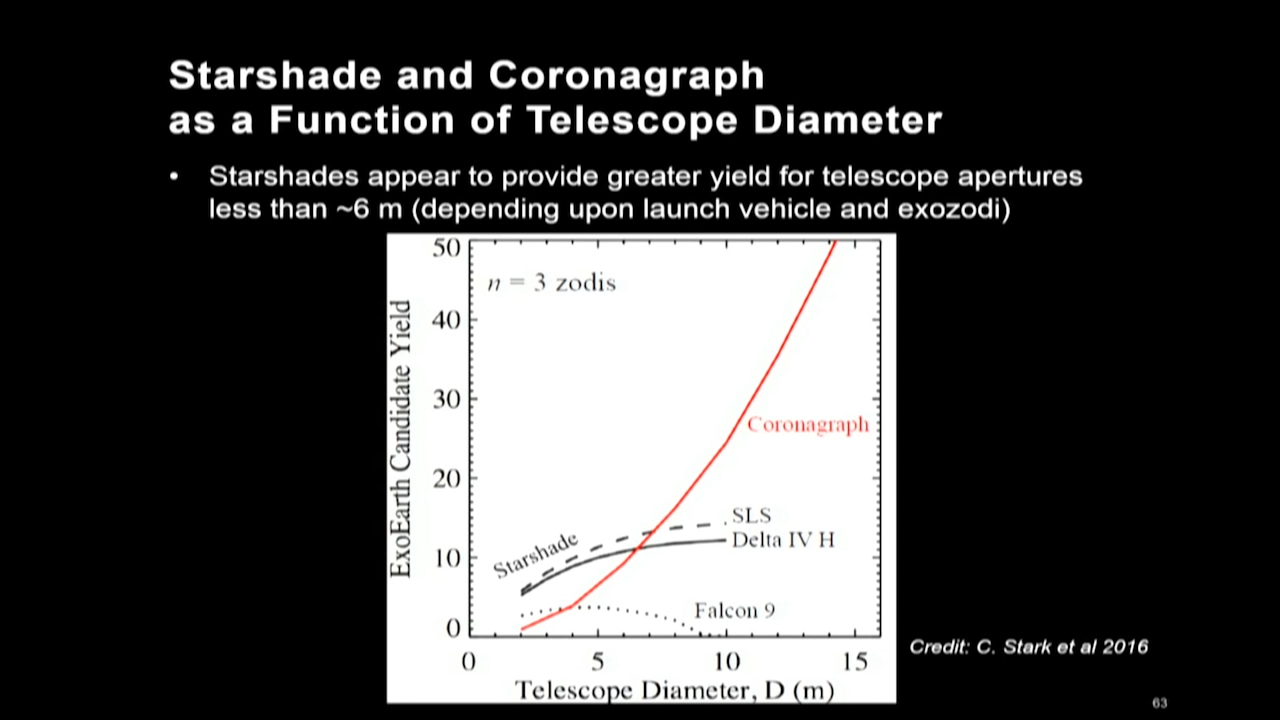 Starshade and Coronagraph
as a Function of Telescope Diameter
• Starshades appear to provide greater yield for telescope apertures
less than ~6 m (depending upon launch vehicle and exozodi)
50
n = 3 zodis
40
30
20
10
0
ExoEarth Candidate Yield
Coronagraph
SLS
Delta IV H
Starshade
Falcon 9
0 5 10 15
Telescope Diameter, D (m)
Credit: C. Stark et al 2016
63